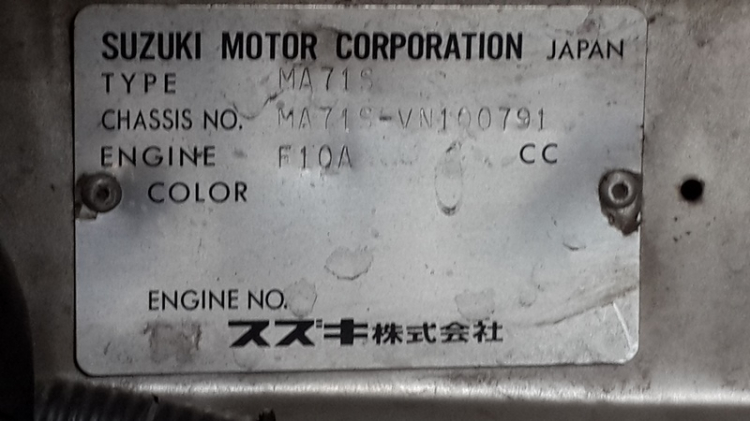 SUZUKI MOTOR CORPORATION JAPAN
TYPE MA71S
CHASSIS NO. MA71S-VN100791
ENGINE F10A CC
COLOR
ENGINE NO.
スズキ株式会社